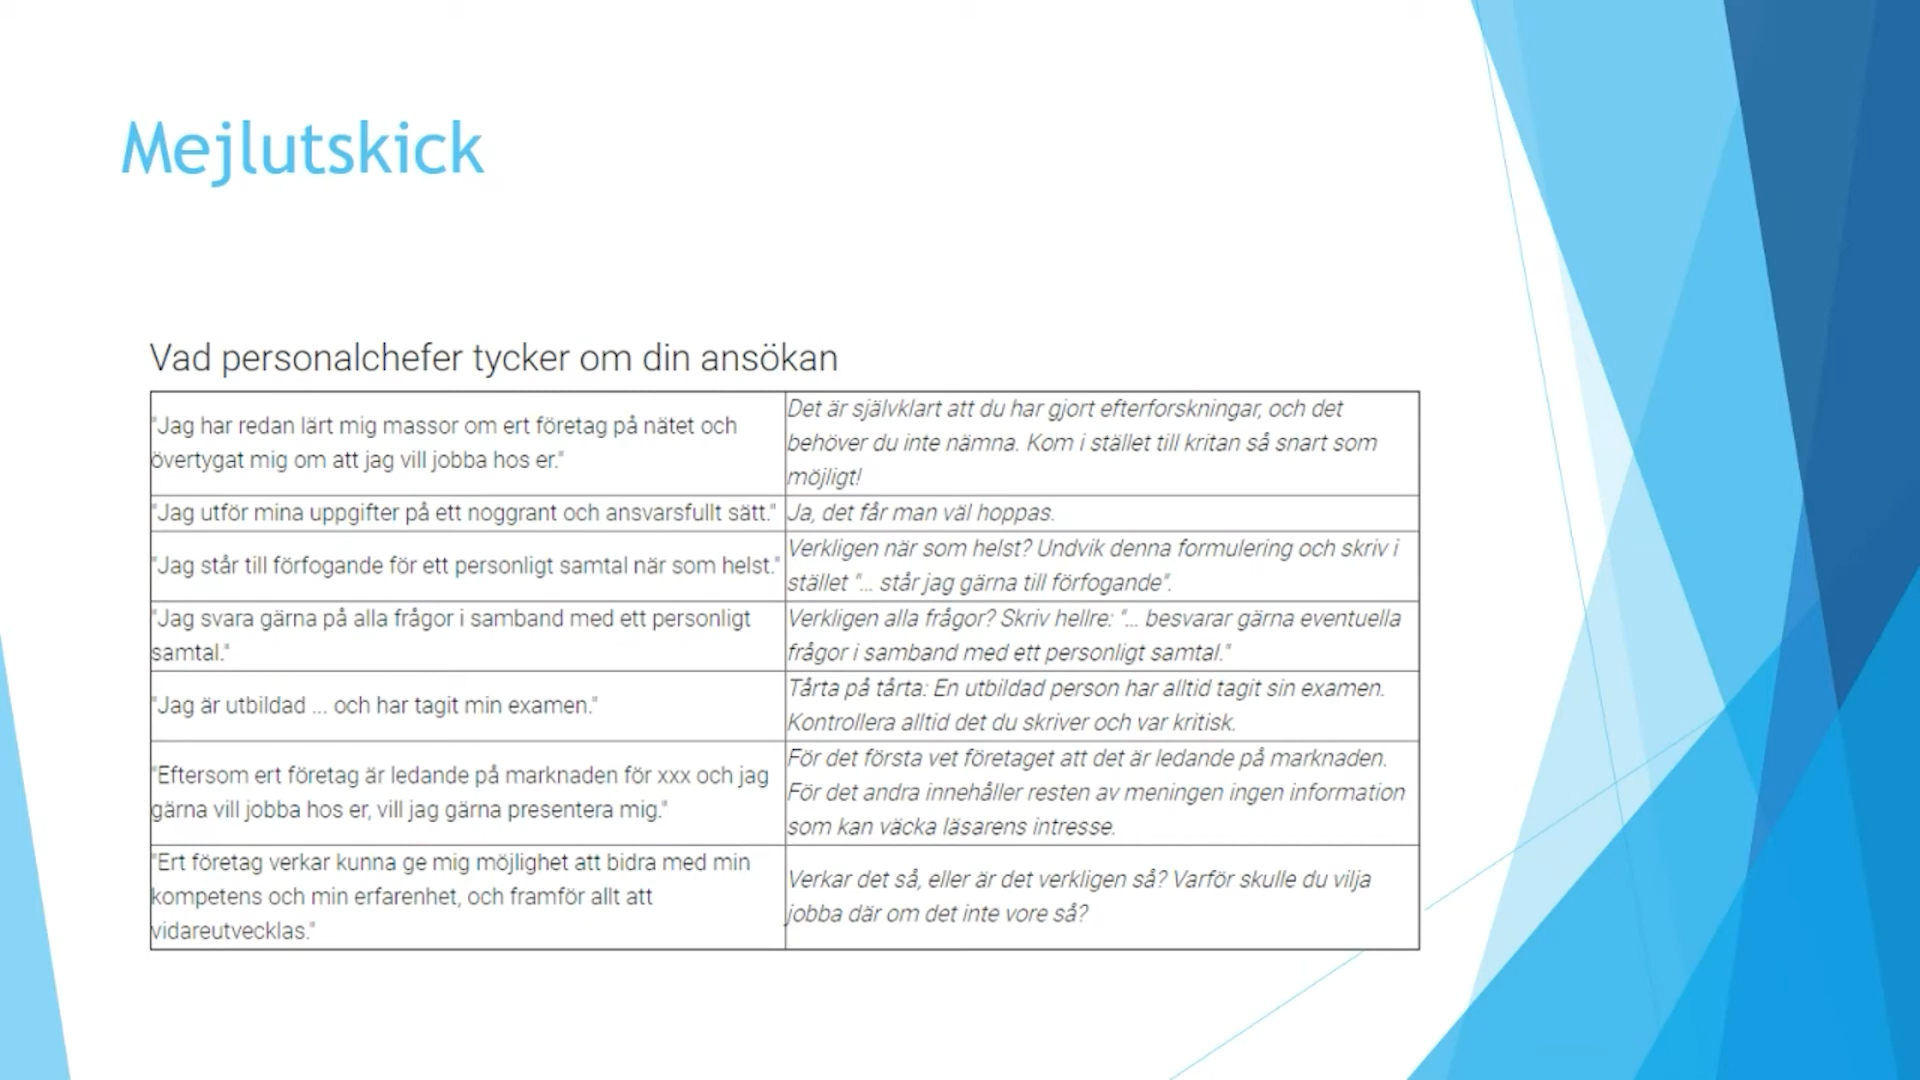 Mejlutskick
Vad personalchefer tycker om din ansökan
"Jag har redan lärt mig massor om ert företag på nätet och
övertygat mig om att jag vill jobba hos er."
Det är självklart att du har gjort efterforskningar, och det
behöver du inte nämna. Kom i stället till kritan så snart som
möjligt!
"Jag utför mina uppgifter på ett noggrant och ansvarsfullt sätt."
Ja, det får man väl hoppas.
"Jag står till förfogande för ett personligt samtal när som helst."
Verkligen när som helst? Undvik denna formulering och skriv i
stället "... står jag gärna till förfogande".
"Jag svara gärna på alla frågor i samband med ett personligt
samtal."
Verkligen alla frågor? Skriv hellre: "... besvarar gärna eventuella
frågor i samband med ett personligt samtal."
"Jag är utbildad ... och har tagit min examen."
Tårta på tårta: En utbildad person har alltid tagit sin examen.
Kontrollera alltid det du skriver och var kritisk.
"Eftersom ert företag är ledande på marknaden för xxx och jag
gärna vill jobba hos er, vill jag gärna presentera mig."
För det första vet företaget att det är ledande på marknaden.
För det andra innehåller resten av meningen ingen information
som kan väcka läsarens intresse.
"Ert företag verkar kunna ge mig möjlighet att bidra med min
kompetens och min erfarenhet, och framför allt att
vidareutvecklas."
Verkar det så, eller är det verkligen så? Varför skulle du vilja
jobba där om det inte vore så?